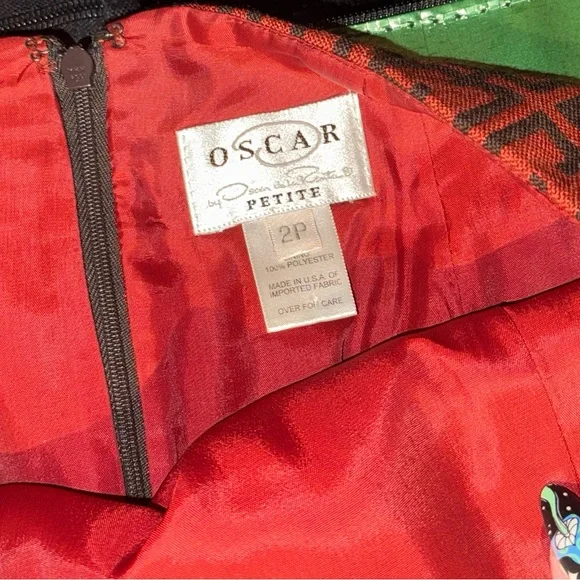 OSCAR
by Oscar de la Renta
PETITE
2P
100% POLYESTER
MADE IN U.S.A. OF
IMPORTED FABRIC
OVER FOR CARE